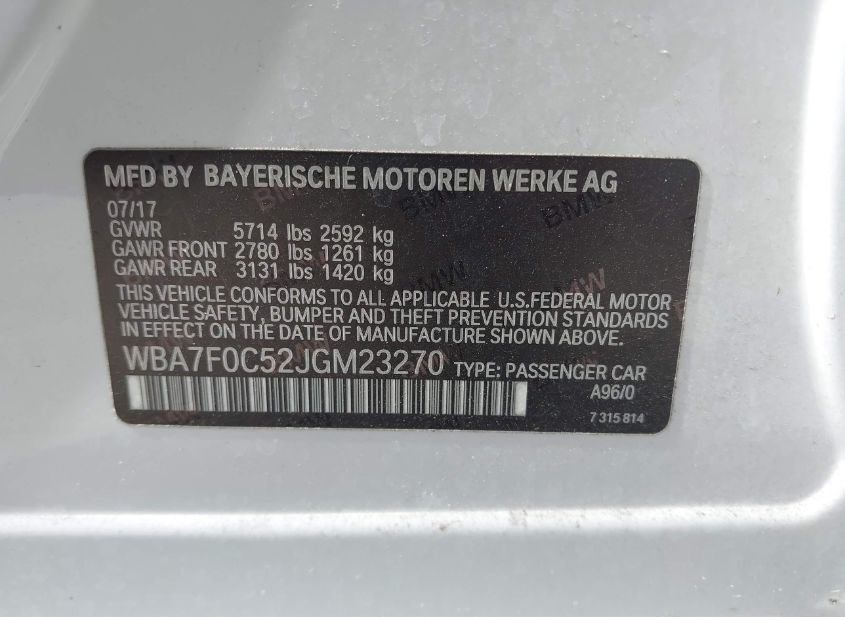 MFD BY BAYERISCHE MOTOREN WERKE AG
07/17
GVWR 5714 lbs 2592 kg
GAWR FRONT 2780 lbs 1261 kg
GAWR REAR 3131 lbs 1420 kg
THIS VEHICLE CONFORMS TO ALL APPLICABLE U.S.FEDERAL MOTOR
VEHICLE SAFETY, BUMPER AND THEFT PREVENTION STANDARDS
IN EFFECT ON THE DATE OF MANUFACTURE SHOWN ABOVE.
WBA7F0C52JGM23270 TYPE: PASSENGER CAR
A96/0
7 315 814